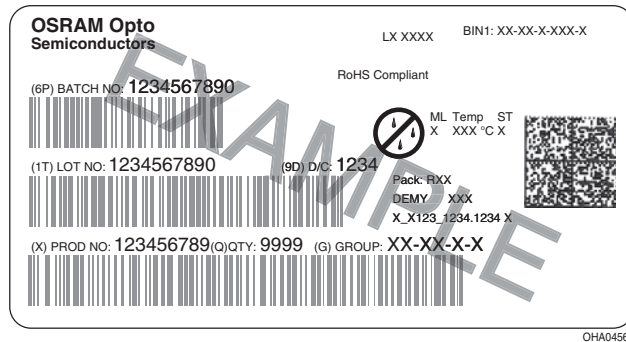 OSRAM Opto
Semiconductors
LX XXXX
BIN1: XX-XX-X-XXX-X
RoHS Compliant
(6P) BATCH NO: 1234567890
ML Temp ST
X XXX °C X
(1T) LOT NO: 1234567890
(9D) D/C: 1234
Pack: RXX
DEMY XXX
X_X123_1234.1234 X
(X) PROD NO: 123456789(Q)QTY: 9999 (G) GROUP: XX-XX-X-X
EXAMPLE
OHA0456